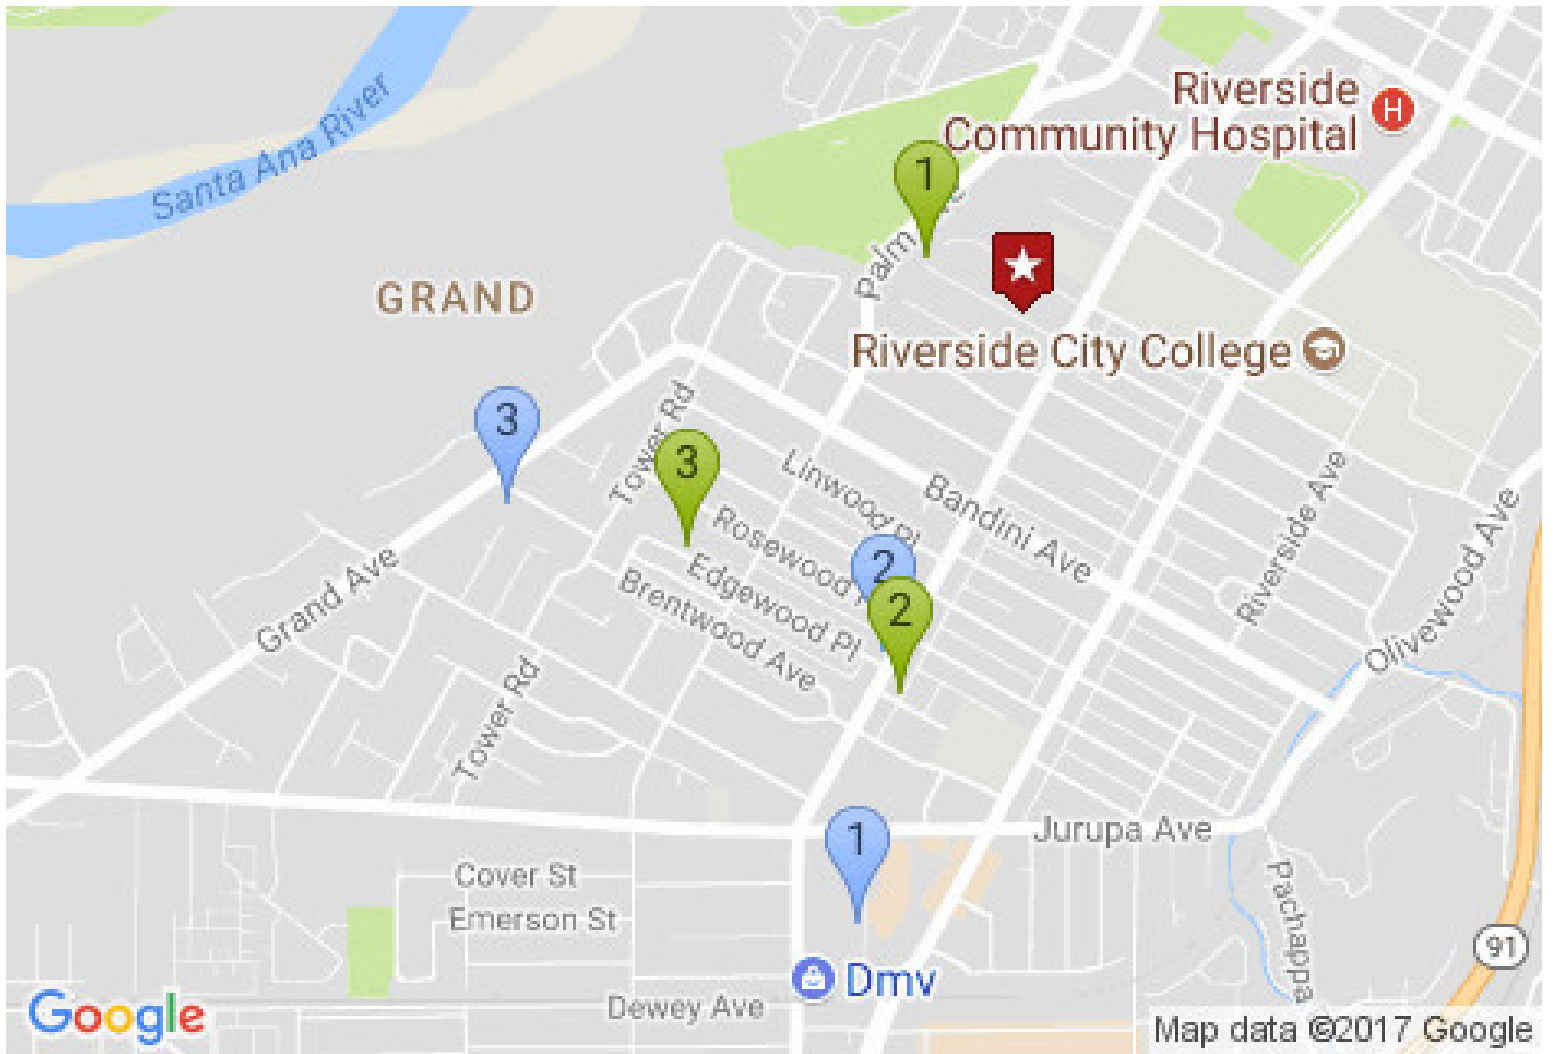 Riverside
Community Hospital
H
Santa Ana River
1
Palm
GRAND
Riverside City College
3
Tower Rd
3
Linwood Pl
Bandini Ave
Rosewood
Riverside Ave
Olivewood Ave
2
2
Edgewood Pl
Brentwood Ave
Grand Ave
Tower Rd
1
Jurupa Ave
Cover St
Emerson St
Pachappa
91
Dmv
Dewey Ave
Google
Map data ©2017 Google